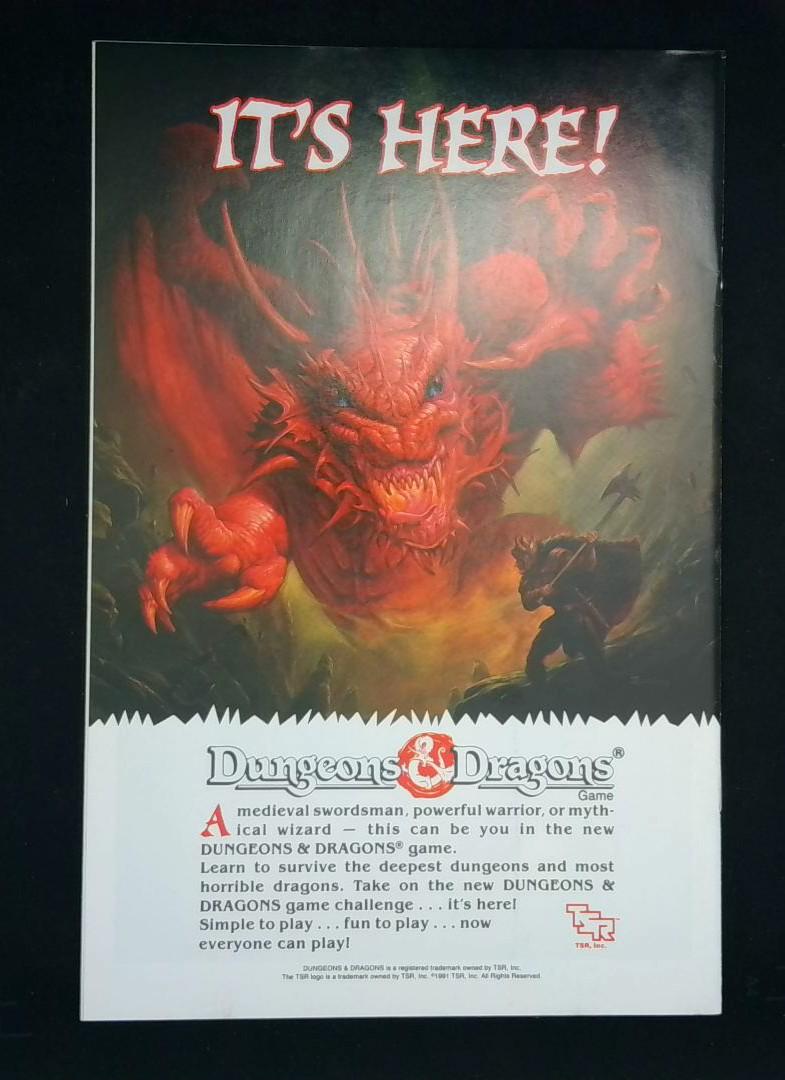 IT'S HERE!
Dungeons & Dragons®
Game
A medieval swordsman, powerful warrior, or myth-
ical wizard — this can be you in the new
DUNGEONS & DRAGONS® game.
Learn to survive the deepest dungeons and most
horrible dragons. Take on the new DUNGEONS &
DRAGONS game challenge . . . it's here!
Simple to play . . . fun to play . . . now
everyone can play!
TSR™
TSR, Inc.
DUNGEONS & DRAGONS is a registered trademark owned by TSR, Inc.
The TSR logo is a trademark owned by TSR, Inc. ©1991 TSR, Inc. All Rights Reserved.